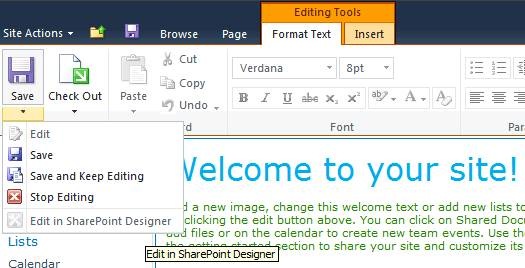 Editing Tools
Site Actions Browse Page Format Text Insert
Save
Check Out
Paste
Cut
Copy
Undo
Verdana 8pt
B I U abc x₂ x²
Font
Paragraph
Edit
Save
Save and Keep Editing
Stop Editing
Edit in SharePoint Designer
Edit in SharePoint Designer
Lists
Calendar
Welcome to your site!
add a new image, change this welcome text or add new lists to
clicking the edit button above. You can click on Shared Docu
add files or on the calendar to create new team events. Use th
the getting started section to share your site and customize its